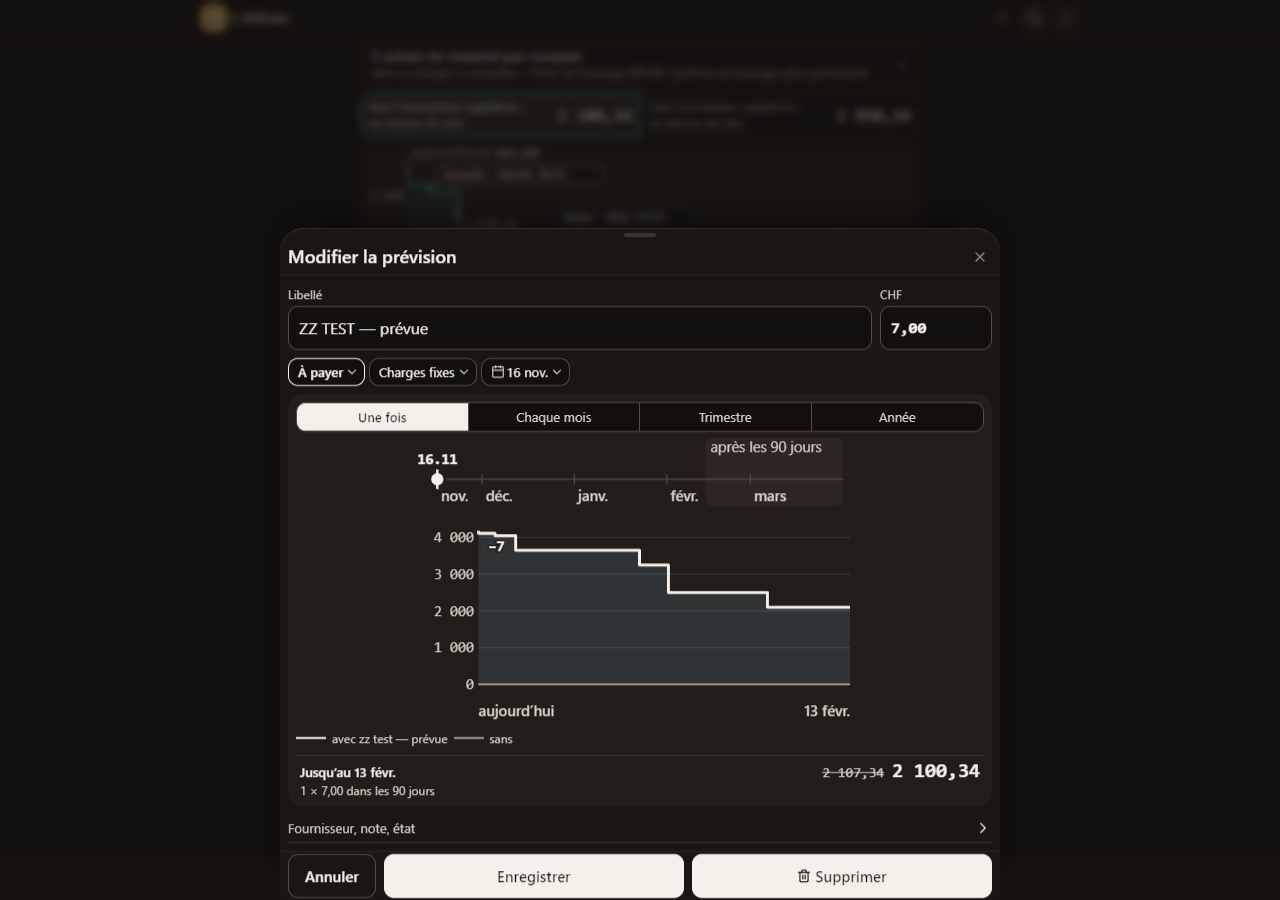 Modifier la prévision
Libellé
CHF
ZZ TEST — prévue
7,00
À payer
Charges fixes
16 nov.
Une fois
Chaque mois
Trimestre
Année
après les 90 jours
16.11
nov. déc. janv. févr. mars
4 000
−7
3 000
2 000
1 000
0
aujourd'hui 13 févr.
avec zz test — prévue sans
Jusqu'au 13 févr.
2 107,34 2 100,34
1 × 7,00 dans les 90 jours
Fournisseur, note, état
Annuler
Enregistrer
Supprimer